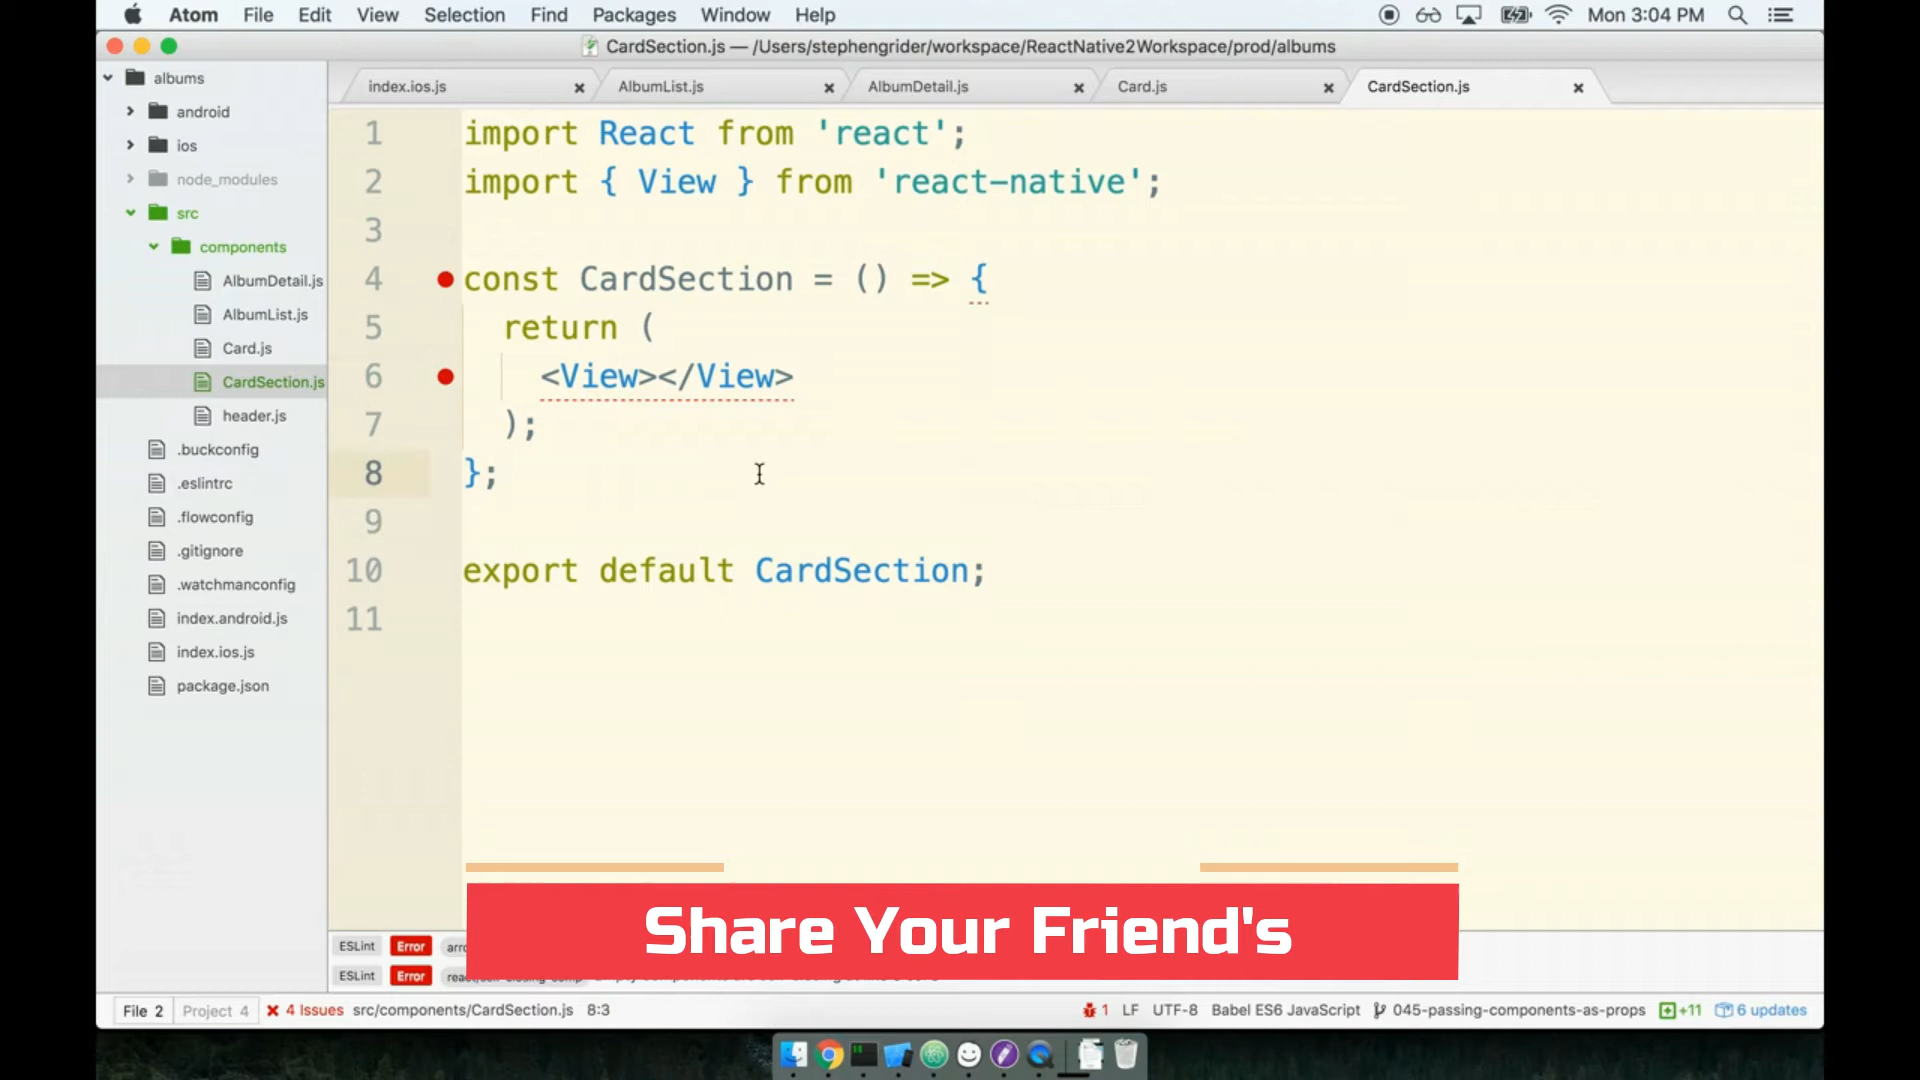 Atom File Edit View Selection Find Packages Window Help Mon 3:04 PM
CardSection.js — /Users/stephengrider/workspace/ReactNative2Workspace/prod/albums
albums
android
ios
node_modules
src
components
AlbumDetail.js
AlbumList.js
Card.js
CardSection.js
header.js
.buckconfig
.eslintrc
.flowconfig
.gitignore
.watchmanconfig
index.android.js
index.ios.js
package.json
index.ios.js AlbumList.js AlbumDetail.js Card.js CardSection.js
1 import React from 'react';
2 import { View } from 'react-native';
3
4 const CardSection = () => {
5 return (
6 <View></View>
7 );
8 };
9
10 export default CardSection;
11
Share Your Friend's
ESLint Error
ESLint Error
File 2 Project 4 4 Issues src/components/CardSection.js 8:3 1 LF UTF-8 Babel ES6 JavaScript 045-passing-components-as-props +11 6 updates